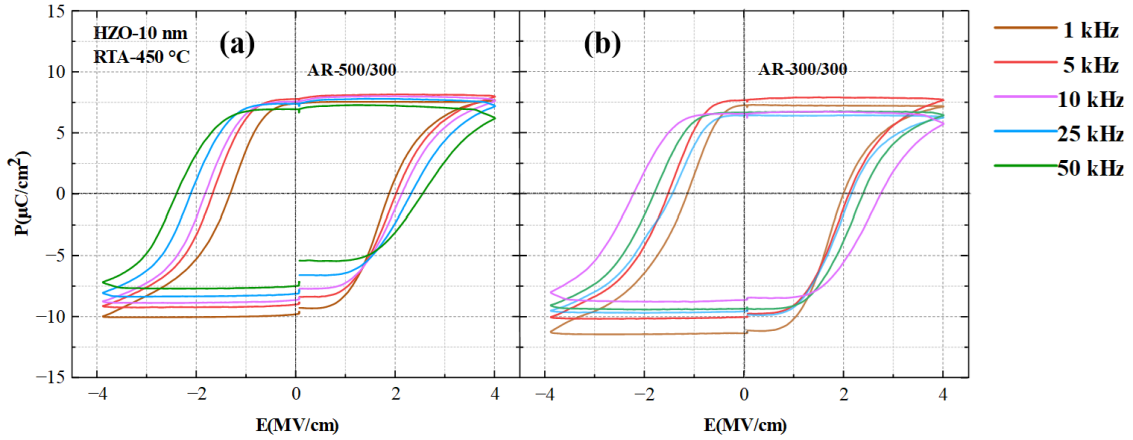 HZO-10 nm
RTA-450 °C
(a)
AR-500/300
(b)
AR-300/300
1 kHz
5 kHz
10 kHz
25 kHz
50 kHz
P(μC/cm²)
15
10
5
0
−5
−10
−15
−4 −2 0 2 4
−4 −2 0 2 4
E(MV/cm)
E(MV/cm)